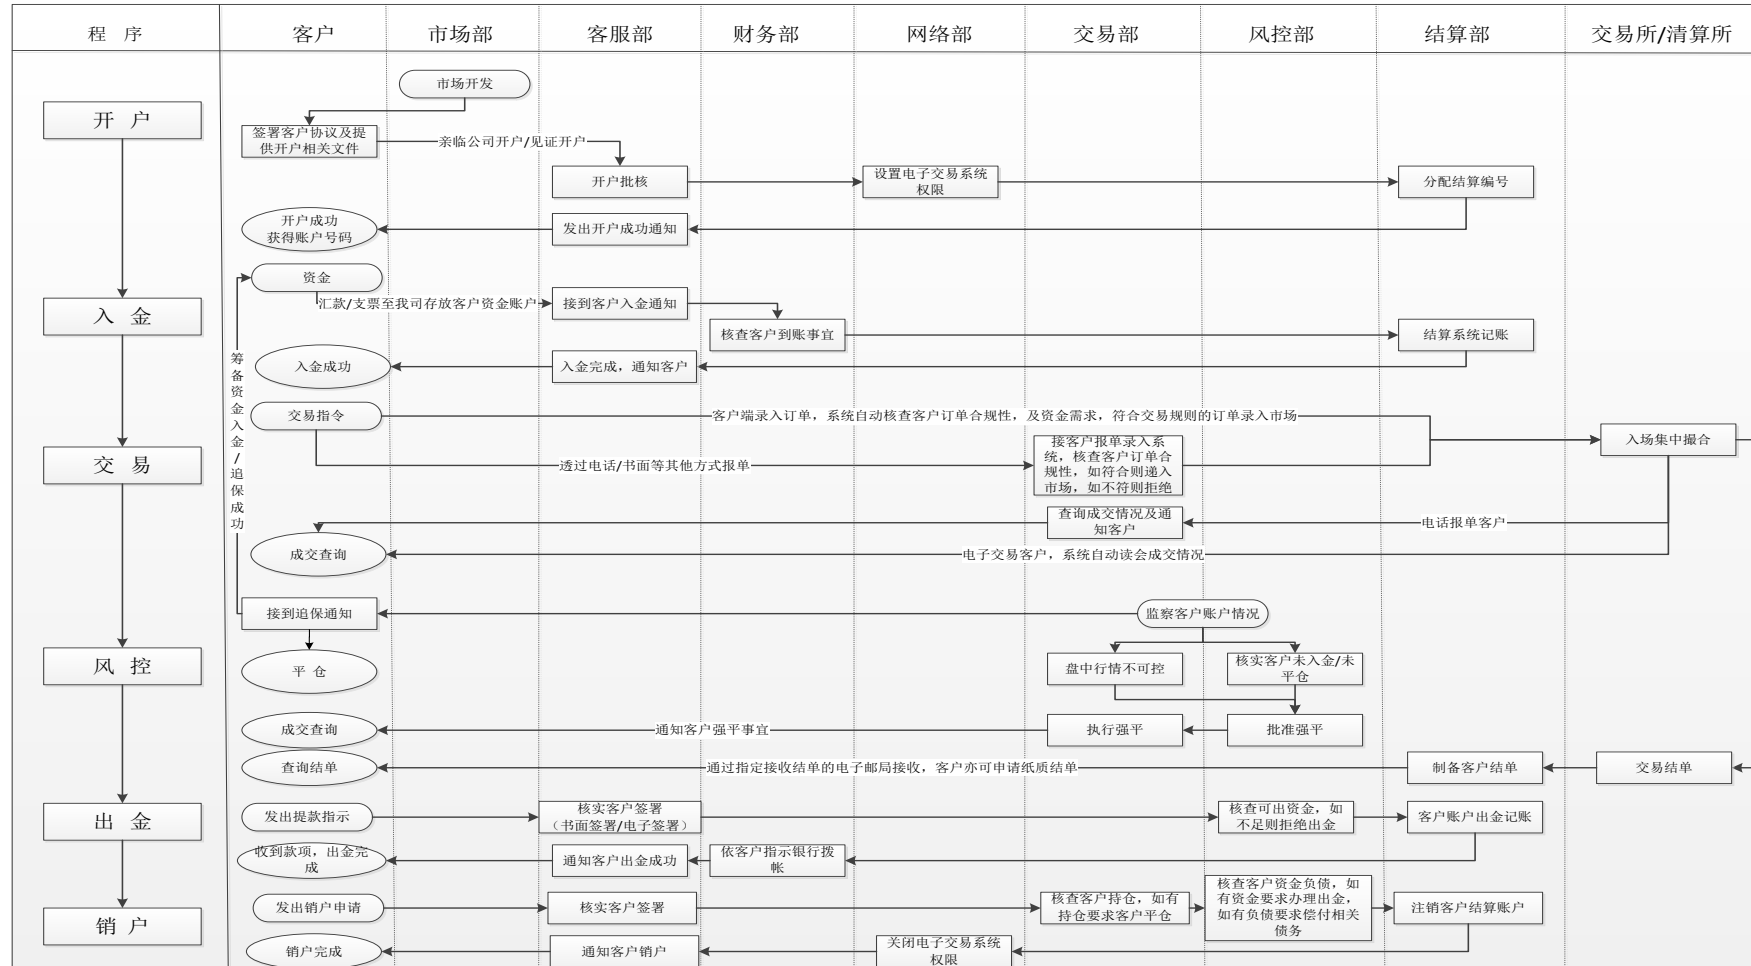 程 序
客户
市场部
客服部
财务部
网络部
交易部
风控部
结算部
交易所/清算所
市场开发
开 户
签署客户协议及提
供开户相关文件
亲临公司开户/见证开户
开户批核
设置电子交易系统
权限
分配结算编号
开户成功
获得账户号码
发出开户成功通知
资金
入 金
汇款/支票至我司存放客户资金账户
接到客户入金通知
核查客户到账事宜
结算系统记账
入金成功
入金完成，通知客户
筹备资金入金/追保成功
交易指令
客户端录入订单，系统自动核查客户订单合规性，及资金需求，符合交易规则的订单录入市场
入场集中撮合
交 易
透过电话/书面等其他方式报单
接客户报单录入系
统，核查客户订单合
规性，如符合则递入
市场，如不符则拒绝
查询成交情况及通
知客户
电话报单客户
成交查询
电子交易客户，系统自动读会成交情况
接到追保通知
监察客户账户情况
风 控
平 仓
盘中行情不可控
核实客户未入金/未
平仓
成交查询
通知客户强平事宜
执行强平
批准强平
查询结单
通过指定接收结单的电子邮局接收，客户亦可申请纸质结单
制备客户结单
交易结单
出 金
发出提款指示
核实客户签署
（书面签署/电子签署）
核查可出资金，如
不足则拒绝出金
客户账户出金记账
收到款项，出金完
成
通知客户出金成功
依客户指示银行拨
帐
销 户
发出销户申请
核实客户签署
核查客户持仓，如有
持仓要求客户平仓
核查客户资金负债，如
有资金要求办理出金，
如有负债要求偿付相关
债务
注销客户结算账户
销户完成
通知客户销户
关闭电子交易系统
权限